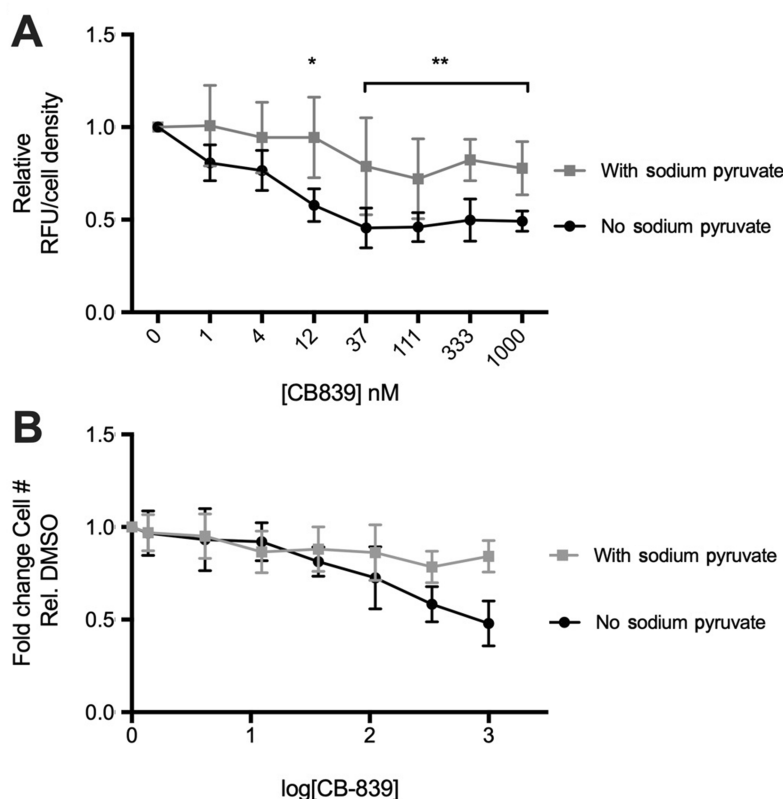 A
1.5
1.0
0.5
0.0
Relative
RFU/cell density
*
**
With sodium pyruvate
No sodium pyruvate
0
1
4
12
37
111
333
1000
[CB839] nM
B
1.5
1.0
0.5
0.0
Fold change Cell #
Rel. DMSO
With sodium pyruvate
No sodium pyruvate
0
1
2
3
log[CB-839]